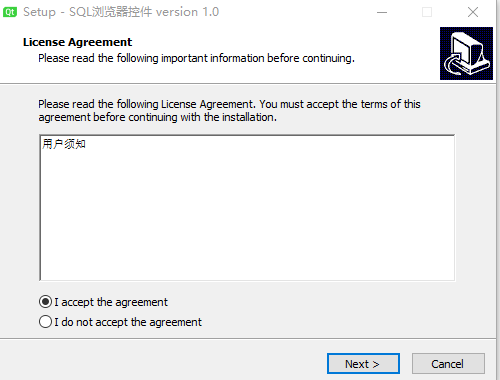 Qt Setup - SQL浏览器控件 version 1.0
License Agreement
Please read the following important information before continuing.
Please read the following License Agreement. You must accept the terms of this
agreement before continuing with the installation.
用户须知
I accept the agreement
I do not accept the agreement
Next >
Cancel